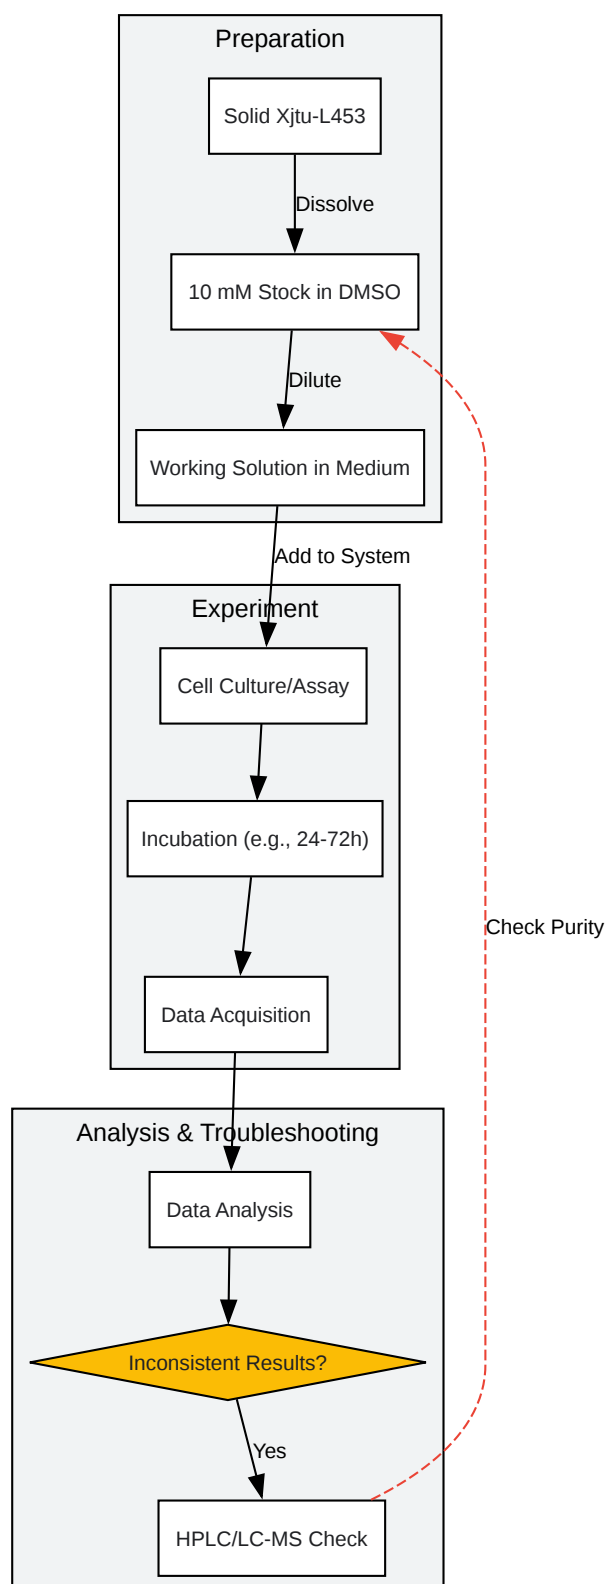 Preparation
Solid Xjtu-L453
Dissolve
10 mM Stock in DMSO
Dilute
Working Solution in Medium
Add to System
Experiment
Cell Culture/Assay
Incubation (e.g., 24-72h)
Check Purity
Data Acquisition
Analysis & Troubleshooting
Data Analysis
Inconsistent Results?
Yes
HPLC/LC-MS Check